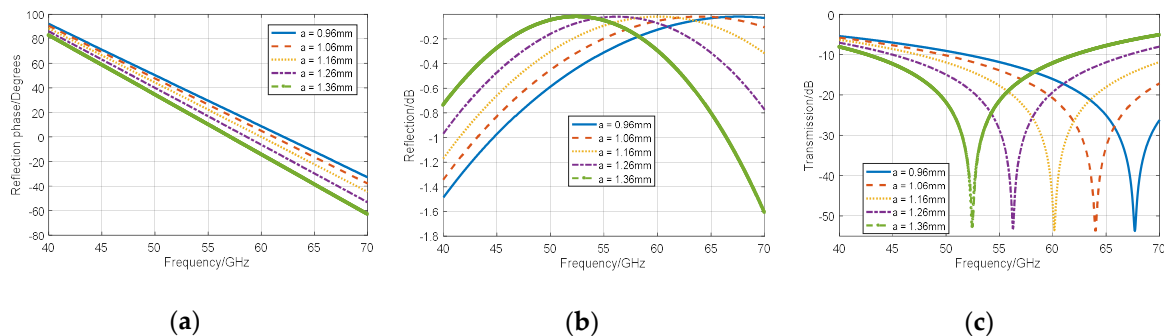 Reflection phase/Degrees
100
80
60
40
20
0
-20
-40
-60
-80
40 45 50 55 60 65 70
Frequency/GHz
a = 0.96mm
a = 1.06mm
a = 1.16mm
a = 1.26mm
a = 1.36mm
(a)
Reflection/dB
-0.2
-0.4
-0.6
-0.8
-1
-1.2
-1.4
-1.6
-1.8
40 45 50 55 60 65 70
Frequency/GHz
a = 0.96mm
a = 1.06mm
a = 1.16mm
a = 1.26mm
a = 1.36mm
(b)
Transmission/dB
0
-10
-20
-30
-40
-50
40 45 50 55 60 65 70
Frequency/GHz
a = 0.96mm
a = 1.06mm
a = 1.16mm
a = 1.26mm
a = 1.36mm
(c)